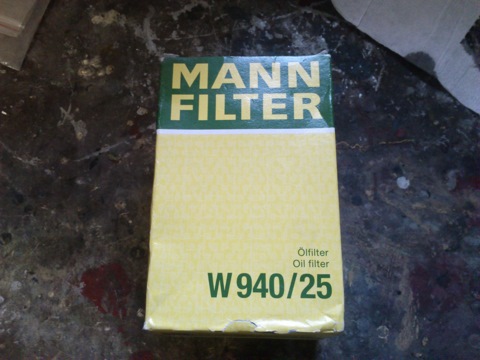 MANN
FILTER
Ölfilter
Oil filter
W 940/25